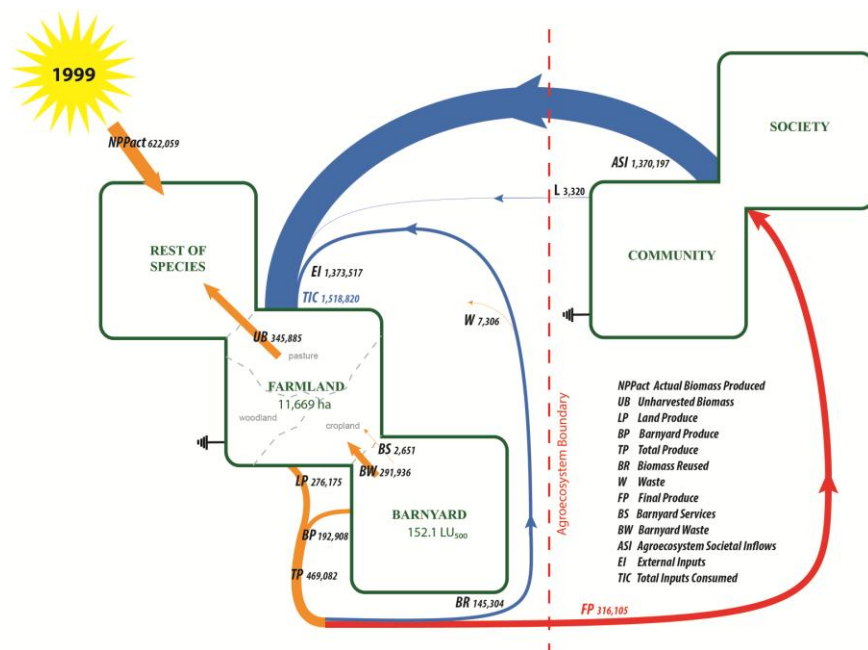 1999
NPPact 622,059
SOCIETY
ASI 1,370,197
L 3,320
REST OF
SPECIES
COMMUNITY
EI 1,373,517
TIC 1,518,820
W 7,306
UB 345,885
pasture
FARMLAND
11,669 ha
woodland
cropland
BS 2,651
BW 291,936
LP 276,175
BARNYARD
152.1 LU500
BP 192,908
TP 469,082
BR 145,304
FP 316,105
Agroecosystem Boundary
NPPact Actual Biomass Produced
UB Unharvested Biomass
LP Land Produce
BP Barnyard Produce
TP Total Produce
BR Biomass Reused
W Waste
FP Final Produce
BS Barnyard Services
BW Barnyard Waste
ASI Agroecosystem Societal Inflows
EI External Inputs
TIC Total Inputs Consumed